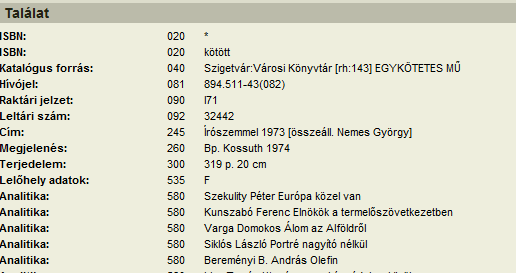 Találat
ISBN: 020 *
ISBN: 020 kötött
Katalógus forrás: 040 Szigetvár:Városi Könyvtár [rh:143] EGYKÖTETES MŰ
Hívójel: 081 894.511-43(082)
Raktári jelzet: 090 I71
Leltári szám: 092 32442
Cím: 245 Írószemmel 1973 [összeáll. Nemes György]
Megjelenés: 260 Bp. Kossuth 1974
Terjedelem: 300 319 p. 20 cm
Lelőhely adatok: 535 F
Analitika: 580 Szekulity Péter Európa közel van
Analitika: 580 Kunszabó Ferenc Elnökök a termelőszövetkezetben
Analitika: 580 Varga Domokos Álom az Alföldről
Analitika: 580 Siklós László Portré nagyító nélkül
Analitika: 580 Bereményi B. András Olefin
Analitika: 580